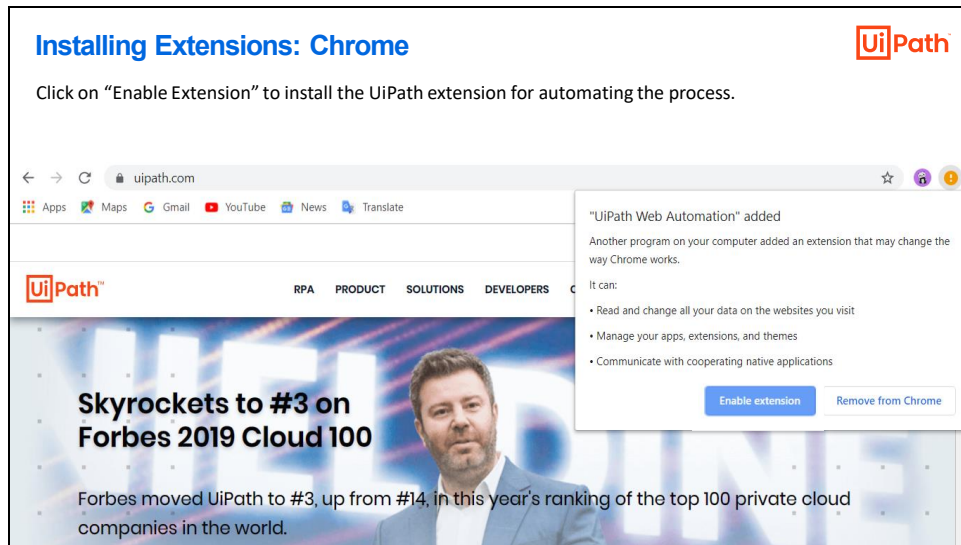 Installing Extensions: Chrome
UiPath
Click on “Enable Extension” to install the UiPath extension for automating the process.
uipath.com
Apps Maps Gmail YouTube News Translate
"UiPath Web Automation" added
Another program on your computer added an extension that may change the
way Chrome works.
It can:
• Read and change all your data on the websites you visit
• Manage your apps, extensions, and themes
• Communicate with cooperating native applications
Enable extension Remove from Chrome
UiPath™
RPA PRODUCT SOLUTIONS DEVELOPERS
Skyrockets to #3 on
Forbes 2019 Cloud 100
Forbes moved UiPath to #3, up from #14, in this year's ranking of the top 100 private cloud
companies in the world.